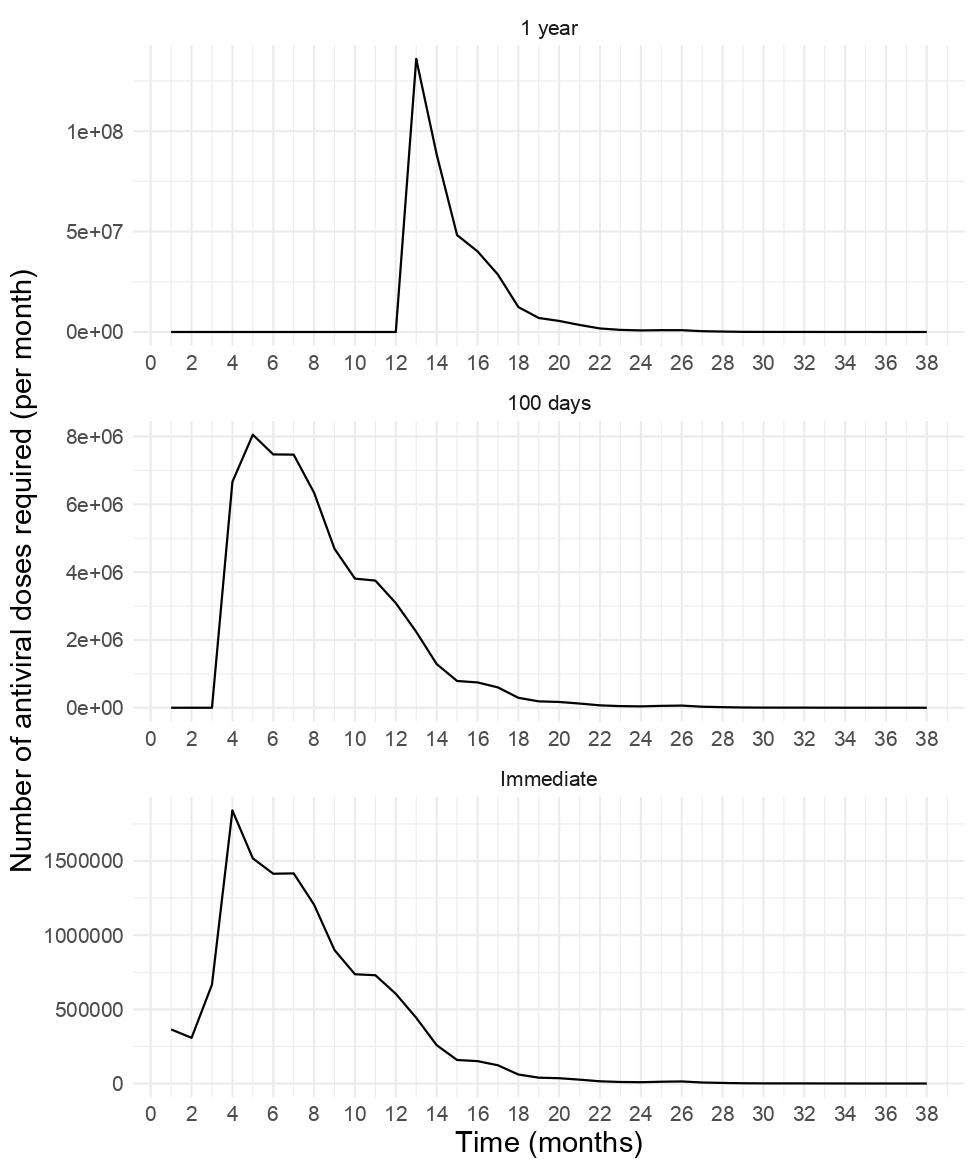 1 year
1e+08
5e+07
0e+00
0 2 4 6 8 10 12 14 16 18 20 22 24 26 28 30 32 34 36 38
100 days
8e+06
6e+06
4e+06
2e+06
0e+00
0 2 4 6 8 10 12 14 16 18 20 22 24 26 28 30 32 34 36 38
Immediate
1500000
1000000
500000
0
0 2 4 6 8 10 12 14 16 18 20 22 24 26 28 30 32 34 36 38
Time (months)
Number of antiviral doses required (per month)